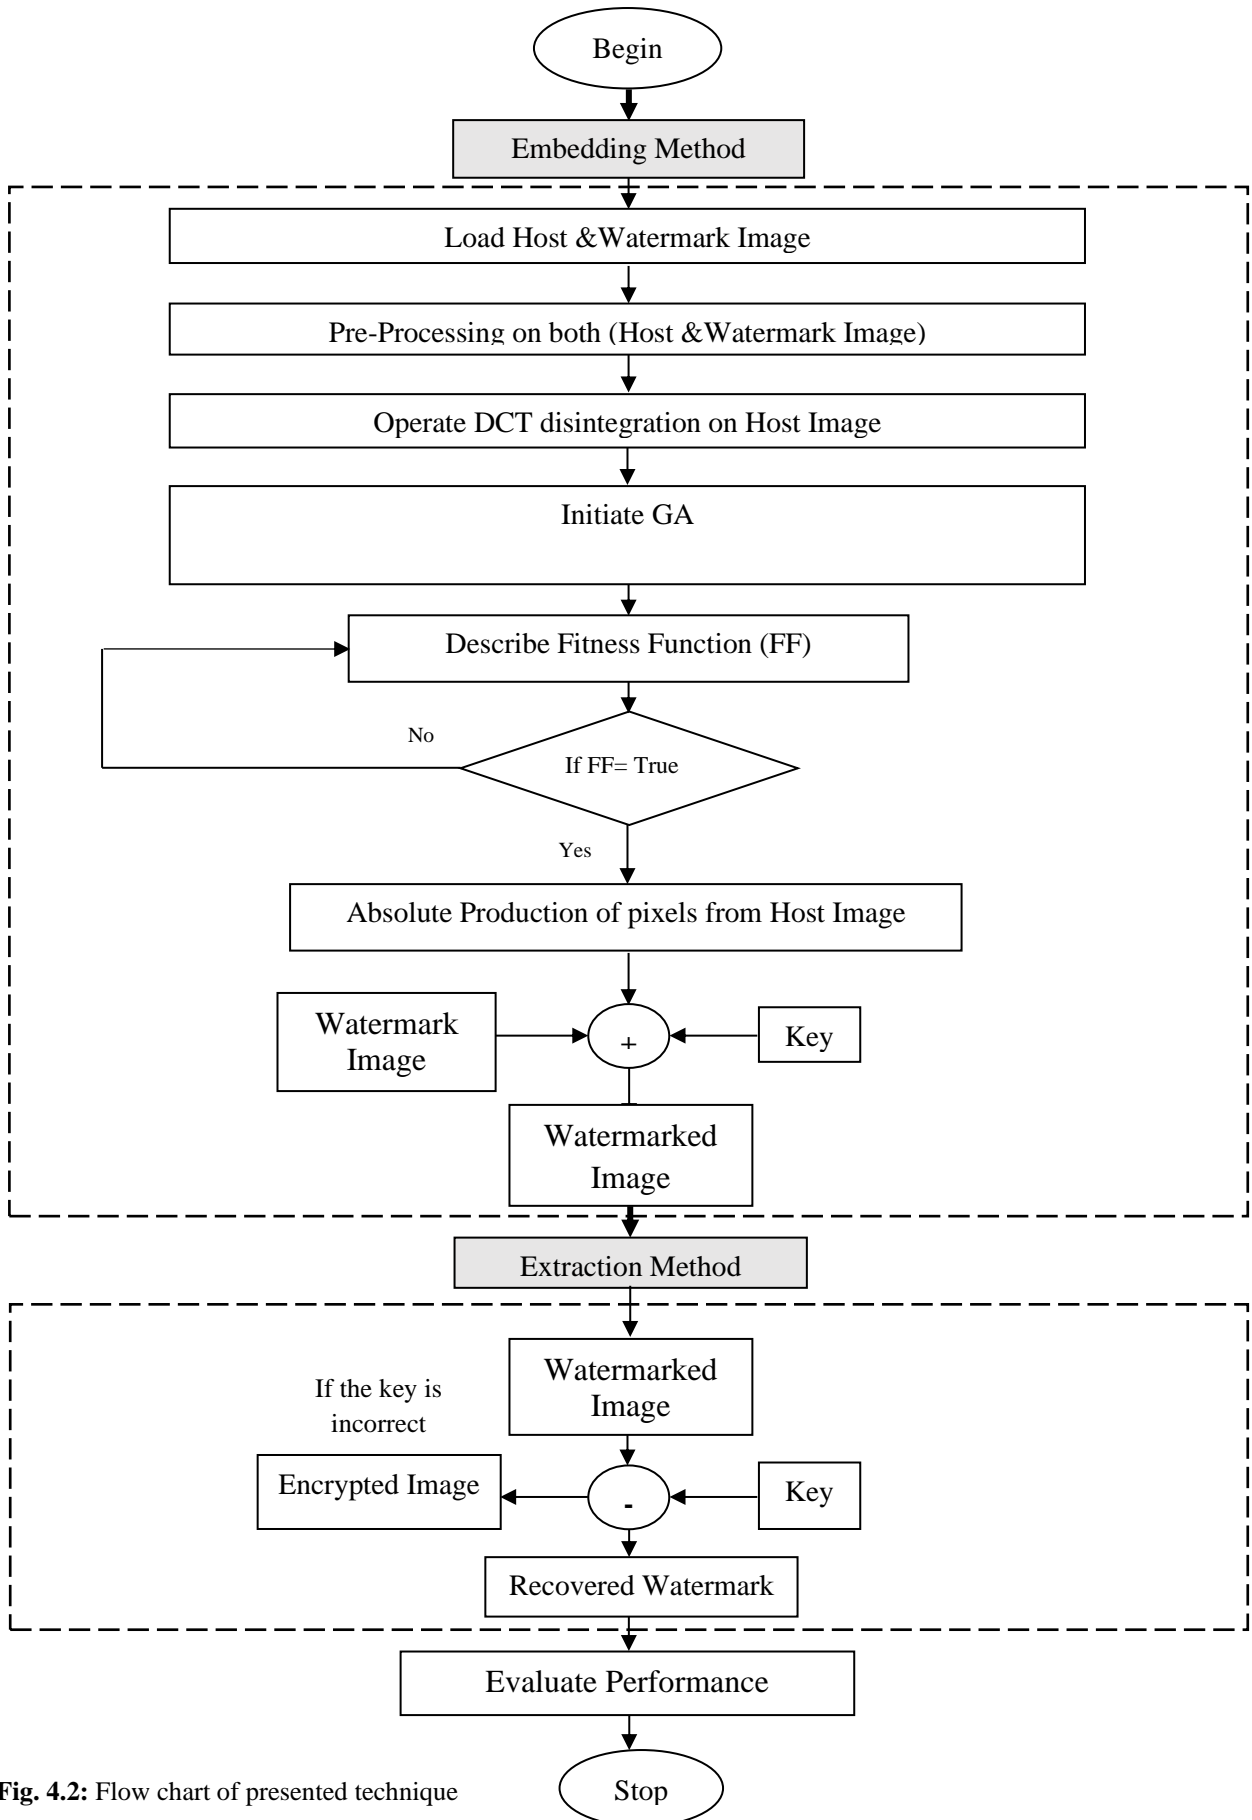 Begin
Embedding Method
Load Host &Watermark Image
Pre-Processing on both (Host &Watermark Image)
Operate DCT disintegration on Host Image
Initiate GA
Describe Fitness Function (FF)
No
If FF= True
Yes
Absolute Production of pixels from Host Image
Watermark
Image
+
Key
Watermarked
Image
Extraction Method
Watermarked
Image
If the key is
incorrect
Encrypted Image
-
Key
Recovered Watermark
Evaluate Performance
Stop
Fig. 4.2: Flow chart of presented technique